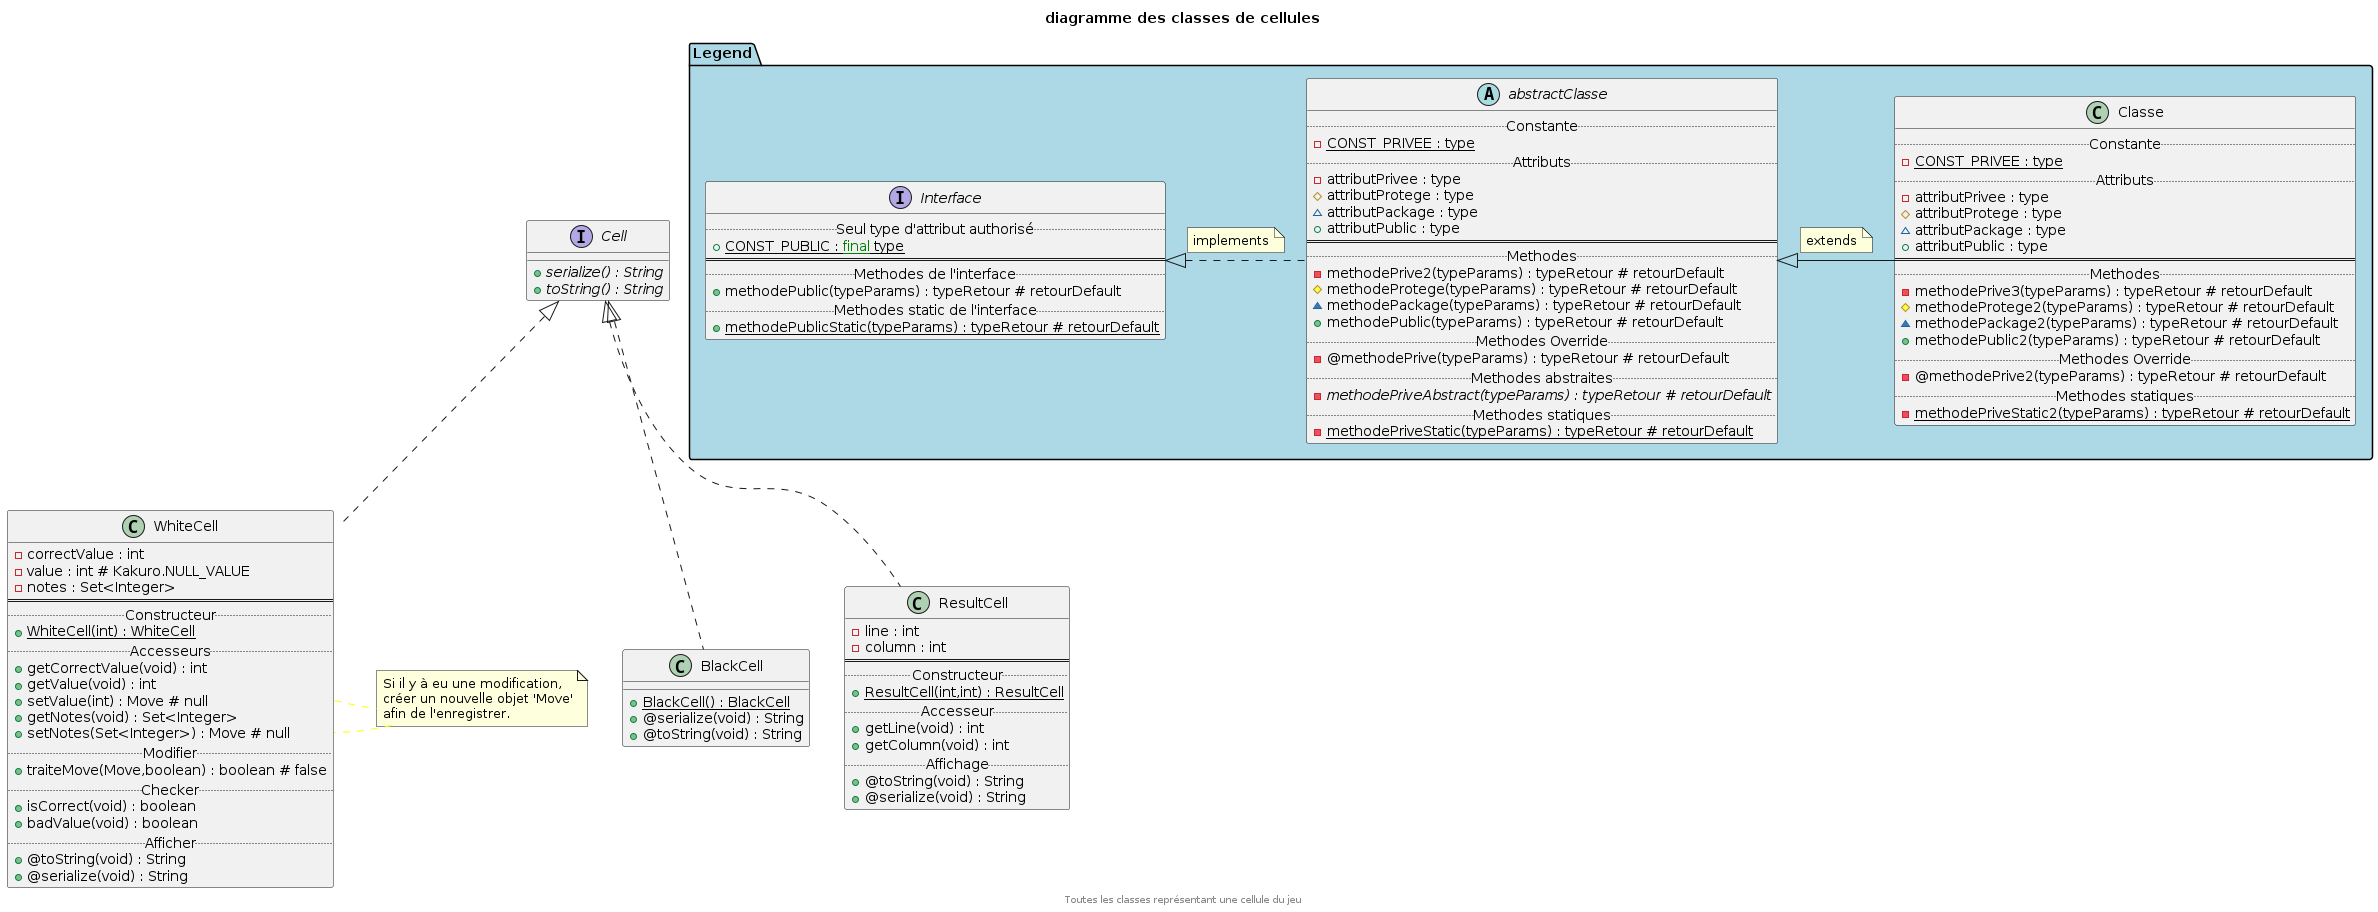 diagramme des classes de cellules
Legend
I Interface
Seul type d'attribut authorisé
CONST_PUBLIC : final type
Methodes de l'interface
methodePublic(typeParams) : typeRetour # retourDefault
Methodes static de l'interface
methodePublicStatic(typeParams) : typeRetour # retourDefault
implements
A abstractClasse
Constante
CONST_PRIVEE : type
Attributs
attributPrivee : type
attributProtege : type
attributPackage : type
attributPublic : type
Methodes
methodePrive2(typeParams) : typeRetour # retourDefault
methodeProtege(typeParams) : typeRetour # retourDefault
methodePackage(typeParams) : typeRetour # retourDefault
methodePublic(typeParams) : typeRetour # retourDefault
Methodes Override
@methodePrive(typeParams) : typeRetour # retourDefault
Methodes abstraites
methodePriveAbstract(typeParams) : typeRetour # retourDefault
Methodes statiques
methodePriveStatic(typeParams) : typeRetour # retourDefault
extends
C Classe
Constante
CONST_PRIVEE : type
Attributs
attributPrivee : type
attributProtege : type
attributPackage : type
attributPublic : type
Methodes
methodePrive3(typeParams) : typeRetour # retourDefault
methodeProtege2(typeParams) : typeRetour # retourDefault
methodePackage2(typeParams) : typeRetour # retourDefault
methodePublic2(typeParams) : typeRetour # retourDefault
Methodes Override
@methodePrive2(typeParams) : typeRetour # retourDefault
Methodes statiques
methodePriveStatic2(typeParams) : typeRetour # retourDefault
I Cell
serialize() : String
toString() : String
C WhiteCell
correctValue : int
value : int # Kakuro.NULL_VALUE
notes : Set<Integer>
Constructeur
WhiteCell(int) : WhiteCell
Accesseurs
getCorrectValue(void) : int
getValue(void) : int
setValue(int) : Move # null
getNotes(void) : Set<Integer>
setNotes(Set<Integer>) : Move # null
Modifier
traiteMove(Move,boolean) : boolean # false
Checker
isCorrect(void) : boolean
badValue(void) : boolean
Afficher
@toString(void) : String
@serialize(void) : String
Si il y à eu une modification,
créer un nouvelle objet 'Move'
afin de l'enregistrer.
C BlackCell
BlackCell() : BlackCell
@serialize(void) : String
@toString(void) : String
C ResultCell
line : int
column : int
Constructeur
ResultCell(int,int) : ResultCell
Accesseur
getLine(void) : int
getColumn(void) : int
Affichage
@toString(void) : String
@serialize(void) : String
Toutes les classes représentant une cellule du jeu